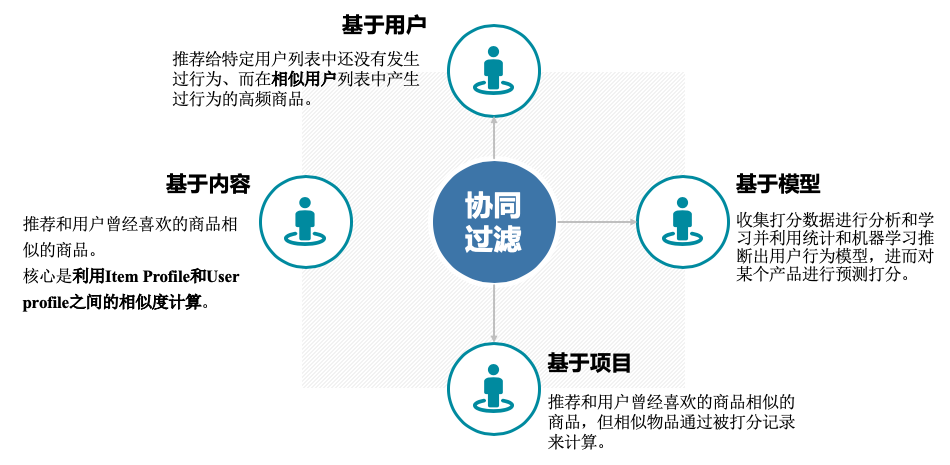 基于用户
推荐给特定用户列表中还没有发生
过行为、而在相似用户列表中产生
过行为的高频商品。
基于内容
推荐和用户曾经喜欢的商品相
似的商品。
核心是利用Item Profile和User
profile之间的相似度计算。
协同
过滤
基于模型
收集打分数据进行分析和学
习并利用统计和机器学习推
断出用户行为模型，进而对
某个产品进行预测打分。
基于项目
推荐和用户曾经喜欢的商品相似的
商品，但相似物品通过被打分记录
来计算。